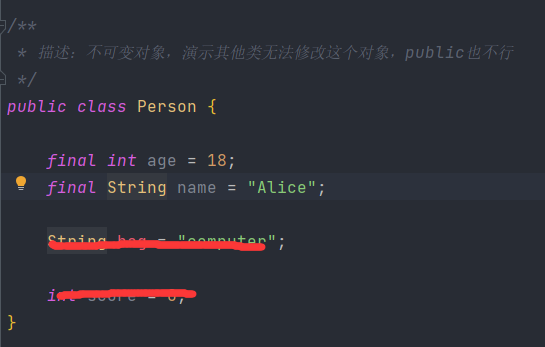 /**
* 描述：不可变对象，演示其他类无法修改这个对象，public也不行
*/
public class Person {
final int age = 18;
final String name = "Alice";
String = "computer";
int score = 0;
}